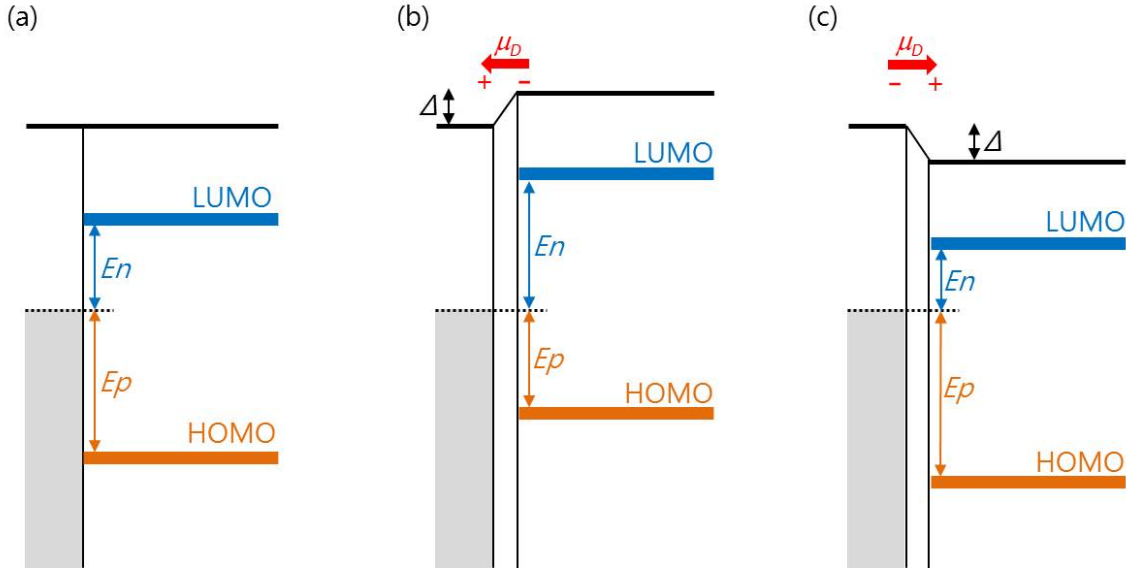 (a)
LUMO
En
Ep
HOMO
(b)
μD
+ −
Δ
LUMO
En
Ep
HOMO
(c)
μD
− +
Δ
LUMO
En
Ep
HOMO